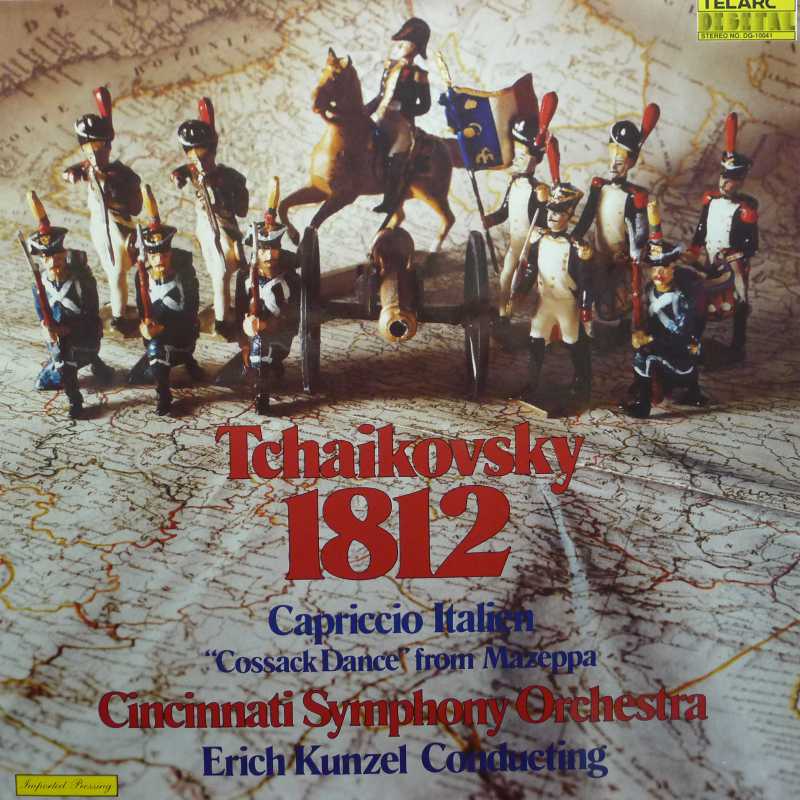 TELARC
DIGITAL
STEREO NO. DG-10041
Tchaikovsky
1812
Capriccio Italien
“Cossack Dance” from Mazeppa
Cincinnati Symphony Orchestra
Erich Kunzel Conducting
Imported Pressing